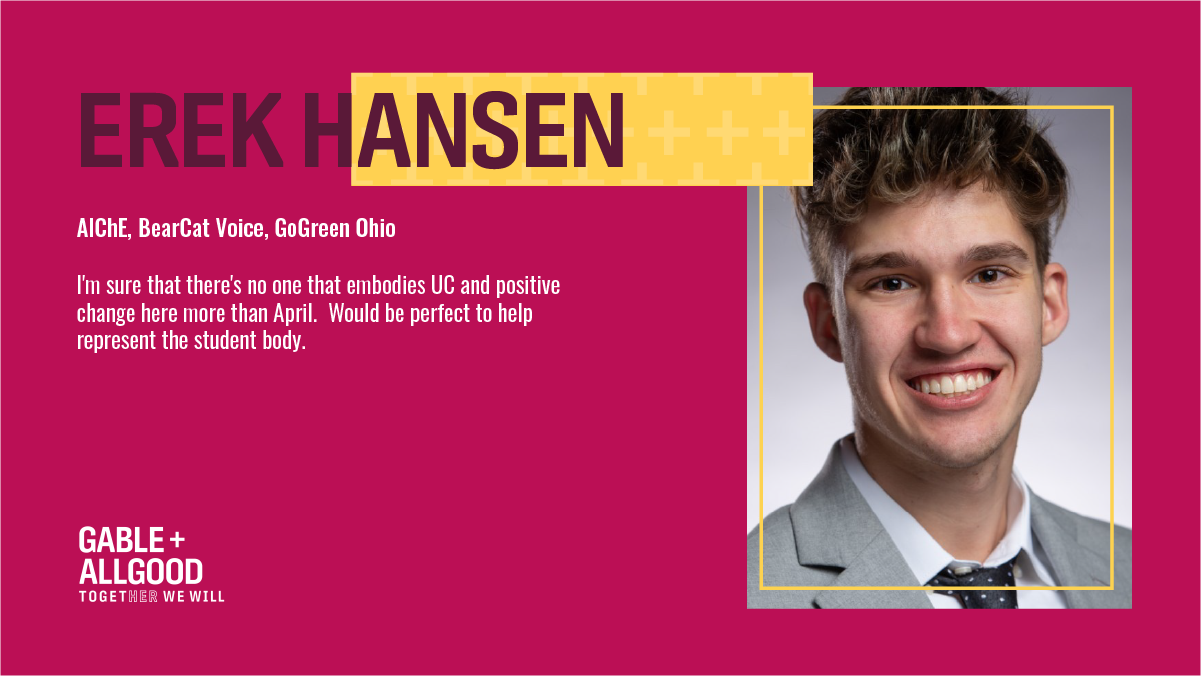 EREK HANSEN
AIChE, BearCat Voice, GoGreen Ohio
I'm sure that there's no one that embodies UC and positive
change here more than April.  Would be perfect to help
represent the student body.
GABLE +
ALLGOOD
TOGETHER WE WILL